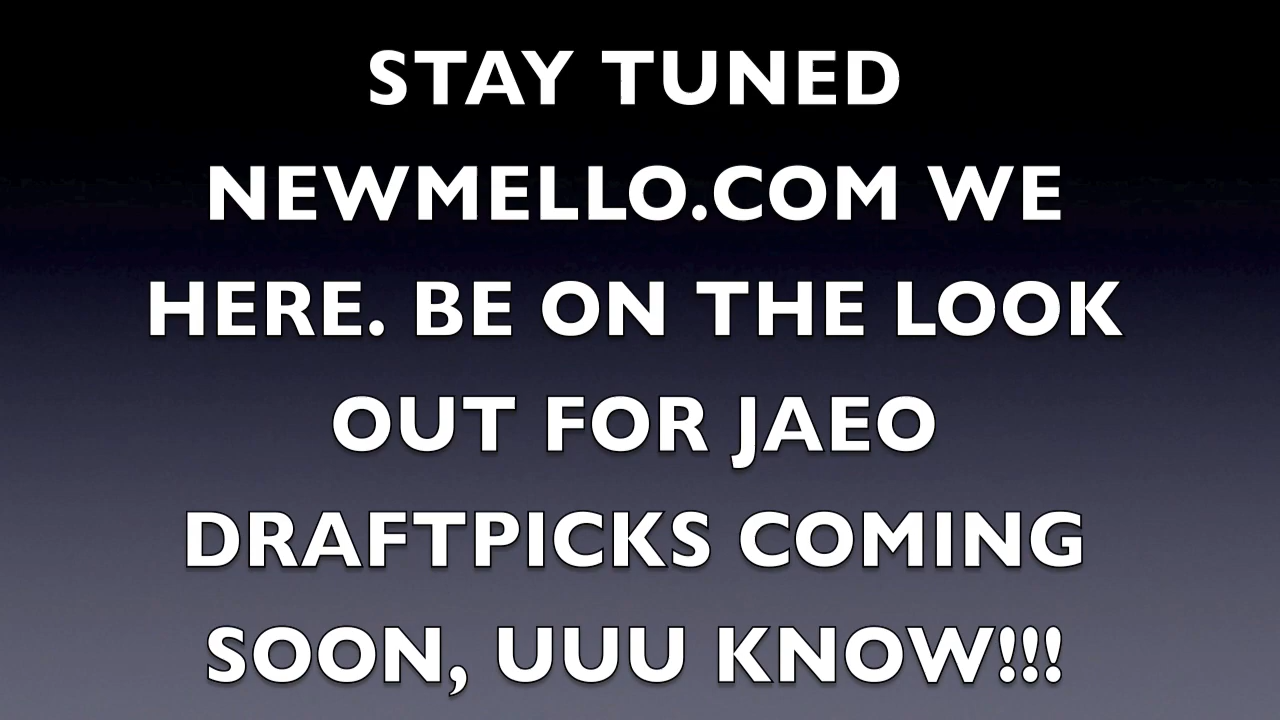 STAY TUNED
NEWMELLO.COM WE
HERE. BE ON THE LOOK
OUT FOR JAEO
DRAFTPICKS COMING
SOON, UUU KNOW!!!